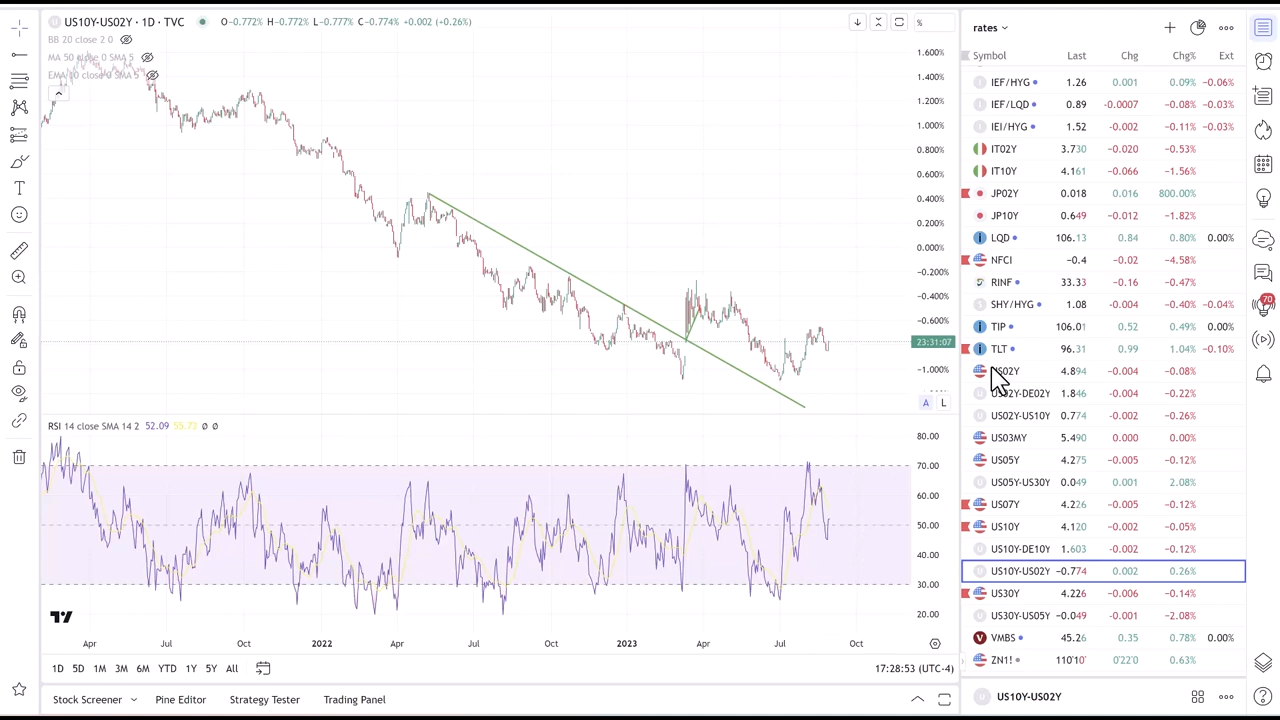 US10Y-US02Y · 1D · TVC O−0.772% H−0.772% L−0.777% C−0.774% +0.002 (+0.26%)
BB 20 close 2 0
MA 50 close 0 SMA 5
EMA 10 close 0 SMA 5
%
1.600%
1.400%
1.200%
1.000%
0.800%
0.600%
0.400%
0.200%
0.000%
−0.200%
−0.400%
−0.600%
23:31:07
−1.000%
A L
RSI 14 close SMA 14 2 52.09 55.73 Ø Ø
80.00
70.00
60.00
50.00
40.00
30.00
20.00
Apr Jul Oct 2022 Apr Jul Oct 2023 Apr Jul Oct
1D 5D 1M 3M 6M YTD 1Y 5Y All 17:28:53 (UTC-4)
Stock Screener Pine Editor Strategy Tester Trading Panel
rates
Symbol Last Chg Chg% Ext
IEF/HYG 1.26 0.001 0.09% −0.06%
IEF/LQD 0.89 -0.0007 −0.08% −0.03%
IEI/HYG 1.52 −0.002 −0.11% −0.03%
IT02Y 3.730 −0.020 −0.53%
IT10Y 4.161 −0.066 −1.56%
JP02Y 0.018 0.016 800.00%
JP10Y 0.649 −0.012 −1.82%
LQD 106.13 0.84 0.80% 0.00%
NFCI −0.4 −0.02 −4.58%
RINF 33.33 −0.16 −0.47%
SHY/HYG 1.08 −0.004 −0.40% −0.04%
TIP 106.01 0.52 0.49% 0.00%
TLT 96.31 0.99 1.04% −0.10%
US02Y 4.894 −0.004 −0.08%
US02Y-DE02Y 1.846 −0.004 −0.22%
US02Y-US10Y 0.774 −0.002 −0.26%
US03MY 5.490 0.000 0.00%
US05Y 4.275 −0.005 −0.12%
US05Y-US30Y 0.049 0.001 2.08%
US07Y 4.226 −0.005 −0.12%
US10Y 4.120 −0.002 −0.05%
US10Y-DE10Y 1.603 −0.002 −0.12%
US10Y-US02Y −0.774 0.002 0.26%
US30Y 4.226 −0.006 −0.14%
US30Y-US05Y −0.049 −0.001 −2.08%
VMBS 45.26 0.35 0.78% 0.00%
ZN1! 110'10' 0'22'0 0.63%
US10Y-US02Y
70